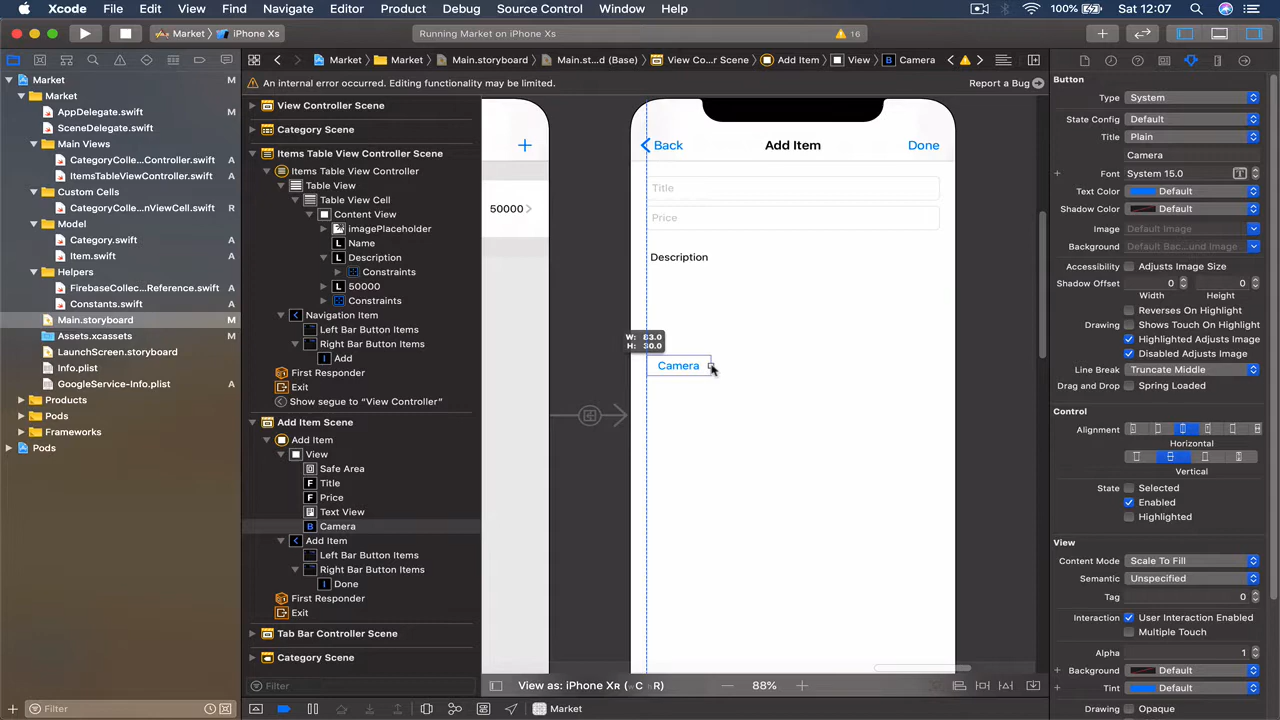 Xcode File Edit View Find Navigate Editor Product Debug Source Control Window Help 100% Sat 12:07
Market iPhone Xs
Running Market on iPhone Xs 16
Market Market Main.storyboard Main.st...d (Base) View Co...r Scene Add Item View B Camera
An internal error occurred. Editing functionality may be limited. Report a Bug
Market M
Market
AppDelegate.swift M
SceneDelegate.swift
Main Views
CategoryColle...Controller.swift A
ItemsTableViewController.swift A
Custom Cells
CategoryColle...nViewCell.swift R
Model
Category.swift A
Item.swift A
Helpers
FirebaseCollec...Reference.swift A
Constants.swift A
Main.storyboard M
Assets.xcassets M
LaunchScreen.storyboard
Info.plist
GoogleService-Info.plist A
Products
Pods
Frameworks
Pods
Filter
View Controller Scene
Category Scene
Items Table View Controller Scene
Items Table View Controller
Table View
Table View Cell
Content View
imagePlaceholder
L Name
L Description
Constraints
L 50000
Constraints
Navigation Item
Left Bar Button Items
Right Bar Button Items
Add
First Responder
Exit
Show segue to "View Controller"
Add Item Scene
Add Item
View
Safe Area
F Title
F Price
Text View
B Camera
Add Item
Left Bar Button Items
Right Bar Button Items
Done
First Responder
Exit
Tab Bar Controller Scene
Category Scene
Filter
50000
Back Add Item Done
Title
Price
Description
W: 83.0
H: 30.0
Camera
View as: iPhone XR (wC hR) 88%
Market
Button
Type System
State Config Default
Title Plain
Camera
Font System 15.0
Text Color Default
Shadow Color Default
Image Default Image
Background Default Bac...und Image
Accessibility Adjusts Image Size
Shadow Offset 0 0
Width Height
Reverses On Highlight
Drawing Shows Touch On Highlight
Highlighted Adjusts Image
Disabled Adjusts Image
Line Break Truncate Middle
Drag and Drop Spring Loaded
Control
Alignment
Horizontal
Vertical
State Selected
Enabled
Highlighted
View
Content Mode Scale To Fill
Semantic Unspecified
Tag 0
Interaction User Interaction Enabled
Multiple Touch
Alpha 1
Background Default
Tint Default
Drawing Opaque